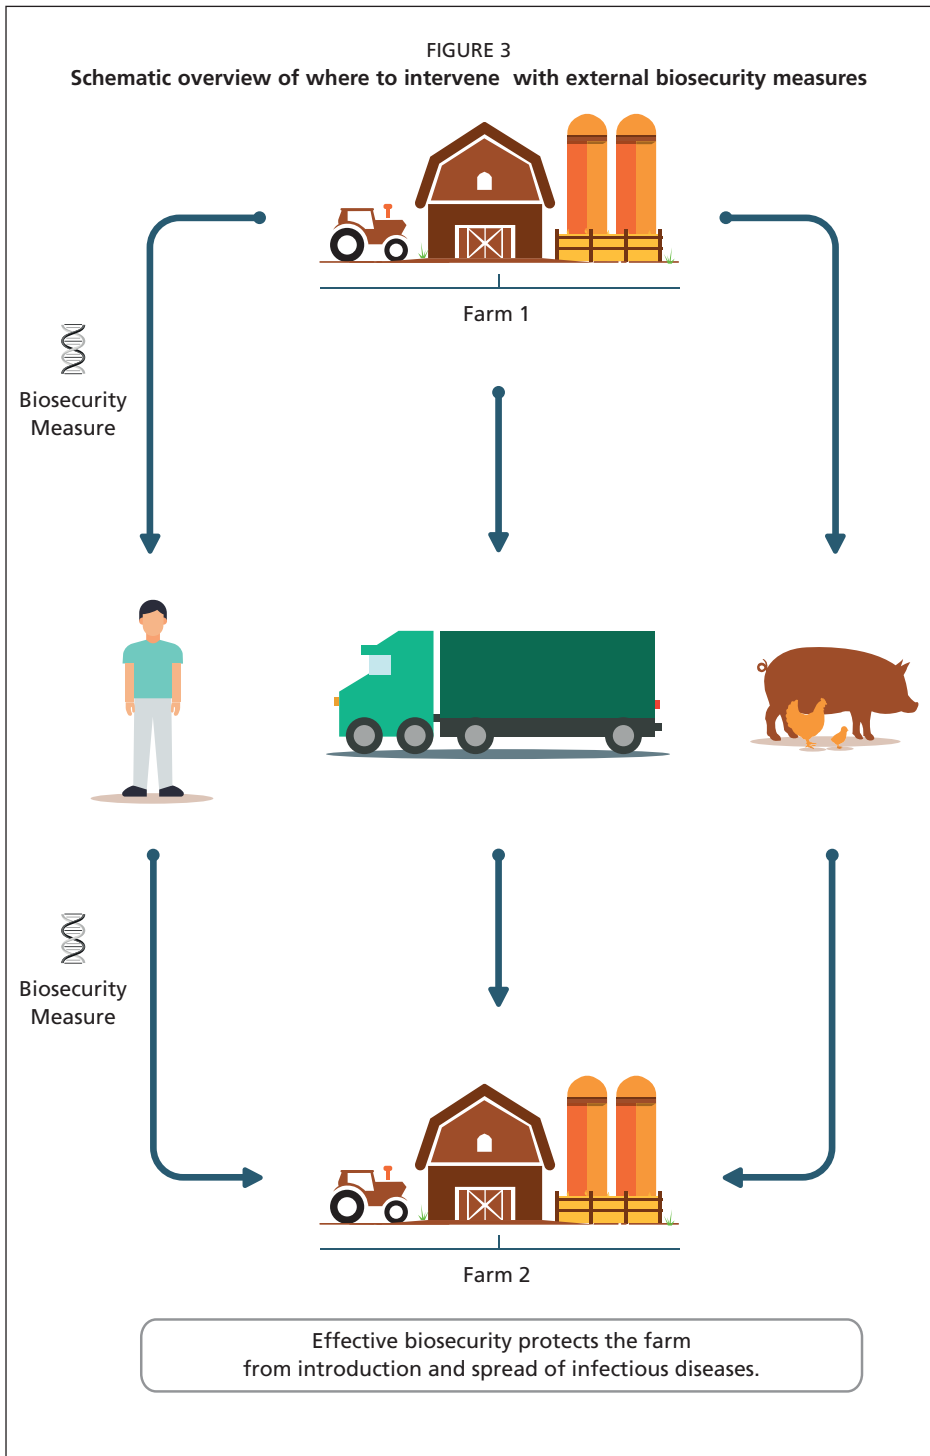 FIGURE 3
Schematic overview of where to intervene with external biosecurity measures
Farm 1
Biosecurity
Measure
Biosecurity
Measure
Farm 2
Effective biosecurity protects the farm
from introduction and spread of infectious diseases.